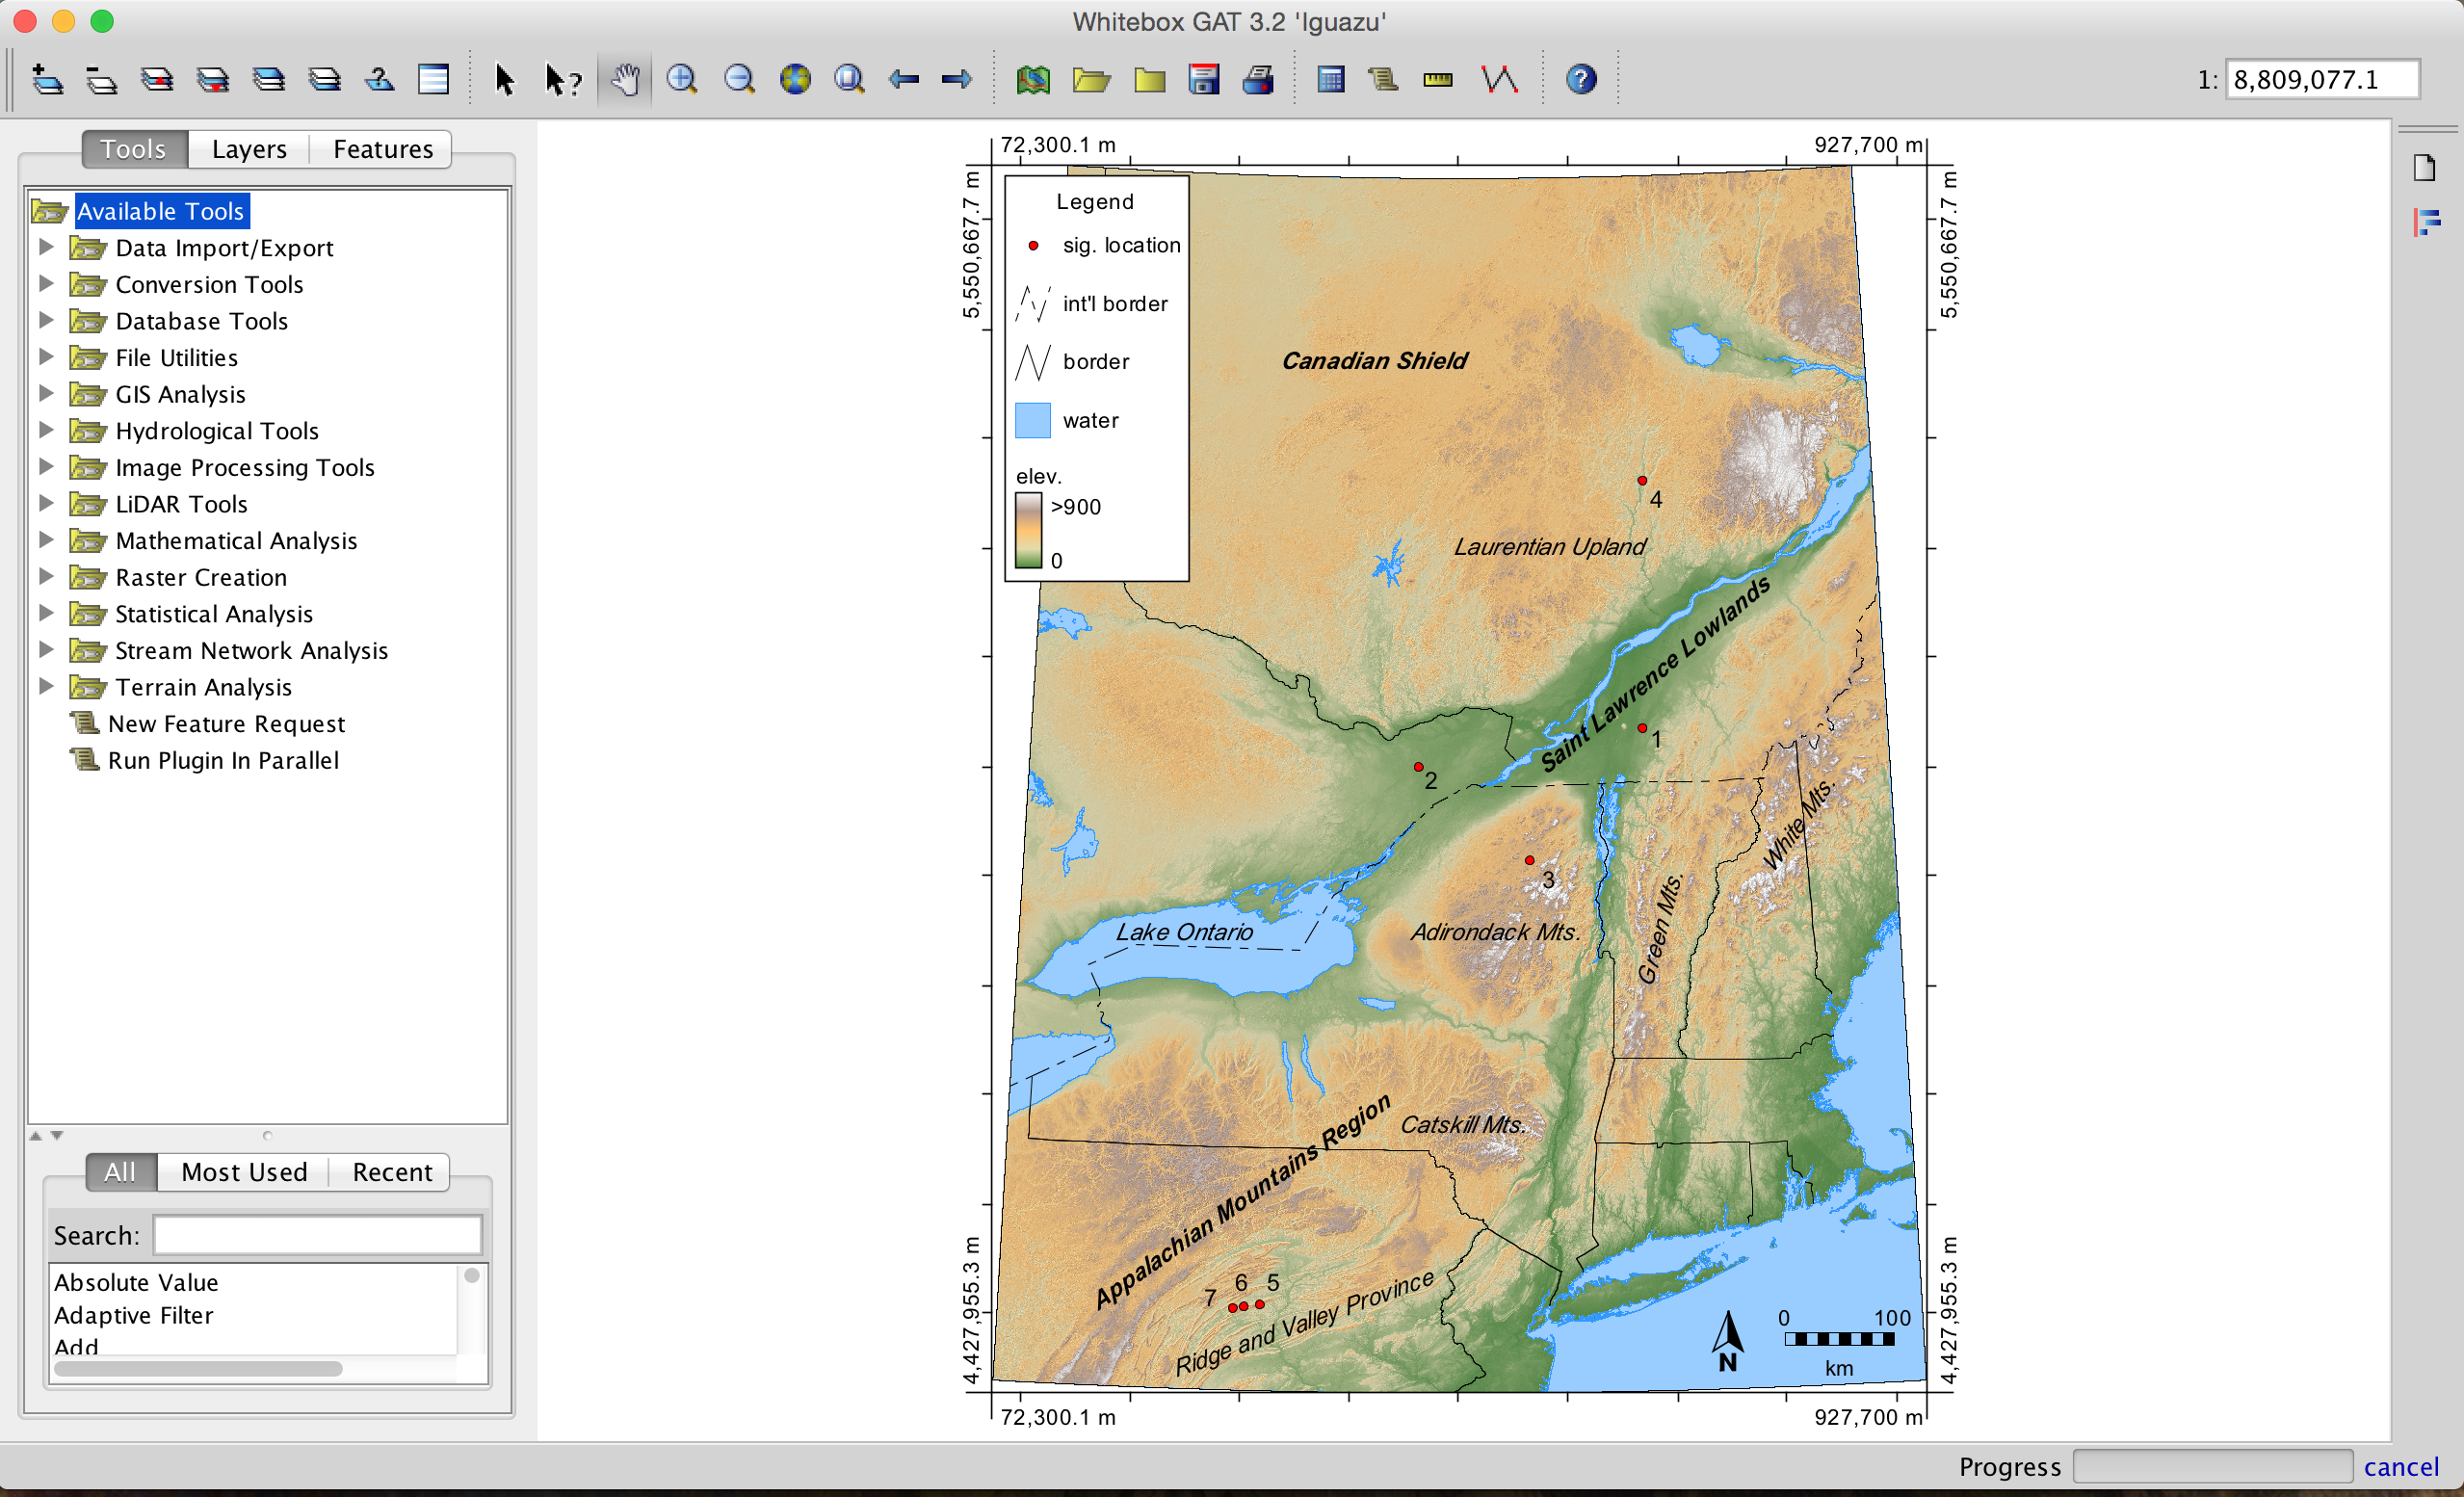 Whitebox GAT 3.2 'Iguazu'
1: 8,809,077.1
Tools Layers Features
Available Tools
Data Import/Export
Conversion Tools
Database Tools
File Utilities
GIS Analysis
Hydrological Tools
Image Processing Tools
LiDAR Tools
Mathematical Analysis
Raster Creation
Statistical Analysis
Stream Network Analysis
Terrain Analysis
New Feature Request
Run Plugin In Parallel
All Most Used Recent
Search:
Absolute Value
Adaptive Filter
Add
72,300.1 m 927,700 m
5,550,667.7 m
5,550,667.7 m
Legend
sig. location
int'l border
border
water
elev.
>900
0
Canadian Shield
4
Laurentian Upland
Saint Lawrence Lowlands
1
2
White Mts.
3
Green Mts.
Lake Ontario
Adirondack Mts.
Catskill Mts.
Appalachian Mountains Region
7 6 5
Ridge and Valley Province
N
0 100
km
4,427,955.3 m
4,427,955.3 m
72,300.1 m 927,700 m
Progress cancel